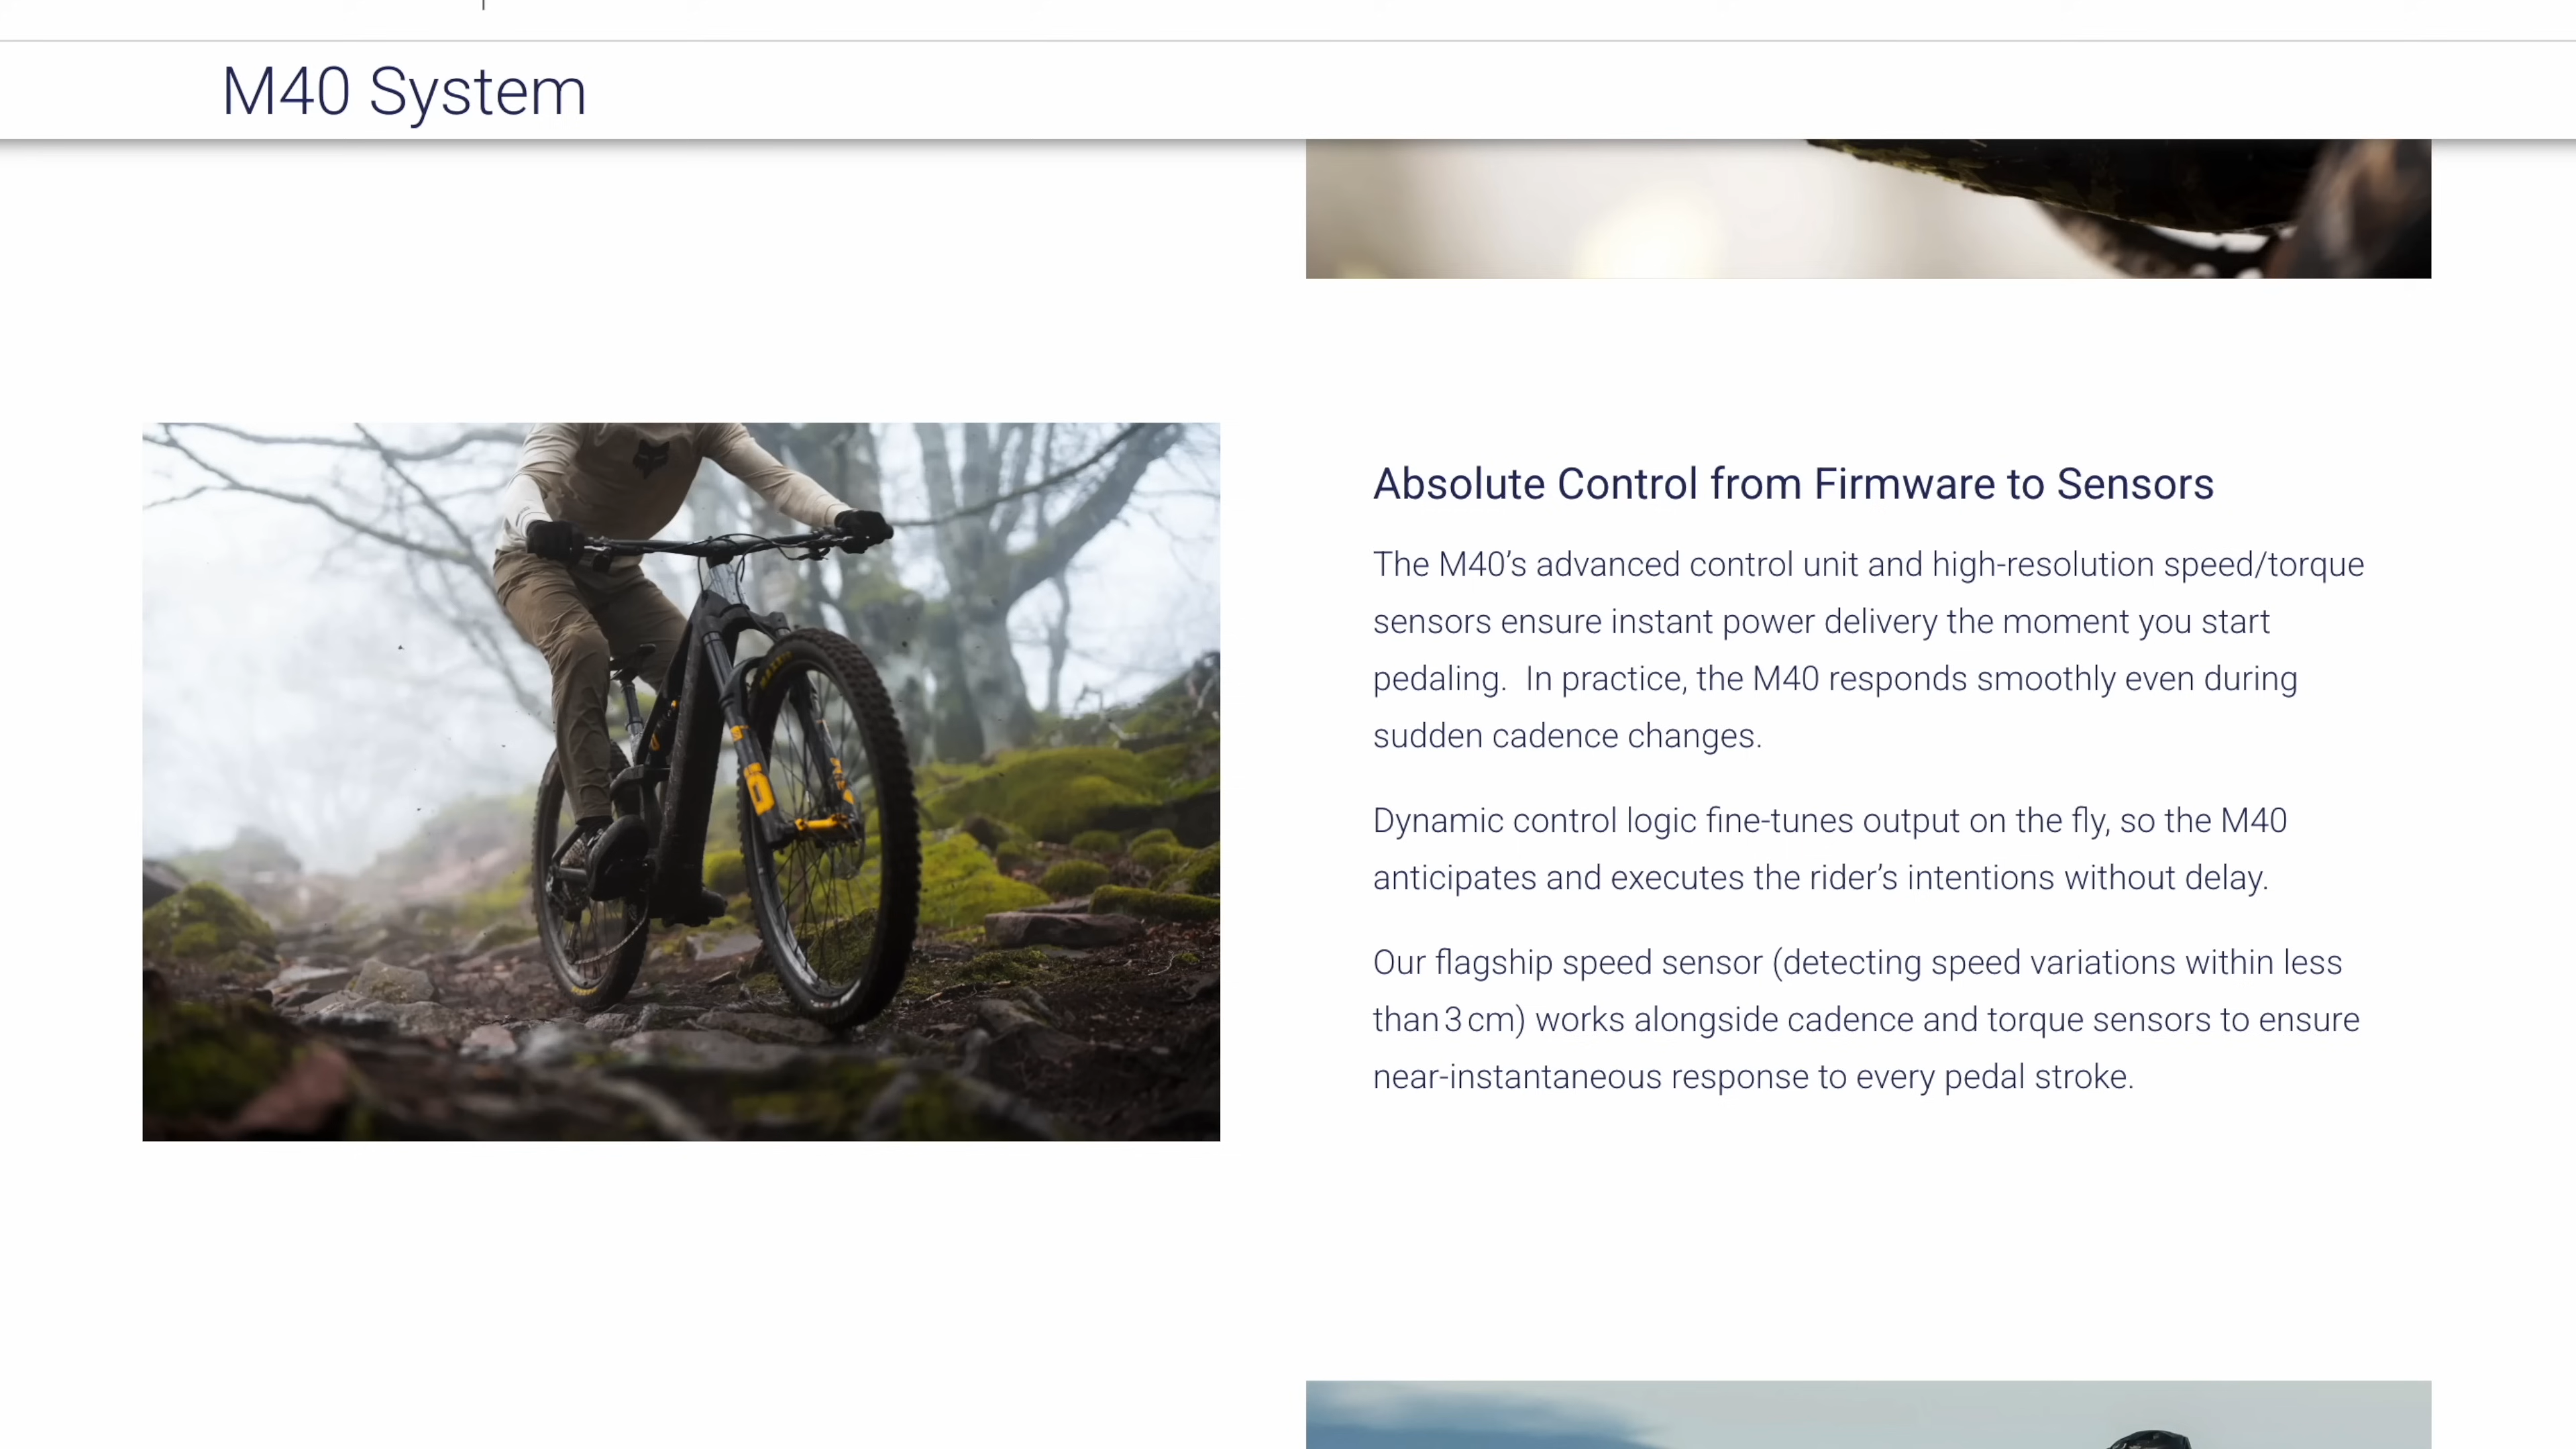 M40 System
Absolute Control from Firmware to Sensors
The M40’s advanced control unit and high-resolution speed/torque
sensors ensure instant power delivery the moment you start
pedaling.  In practice, the M40 responds smoothly even during
sudden cadence changes.
Dynamic control logic fine-tunes output on the fly, so the M40
anticipates and executes the rider’s intentions without delay.
Our flagship speed sensor (detecting speed variations within less
than 3 cm) works alongside cadence and torque sensors to ensure
near-instantaneous response to every pedal stroke.